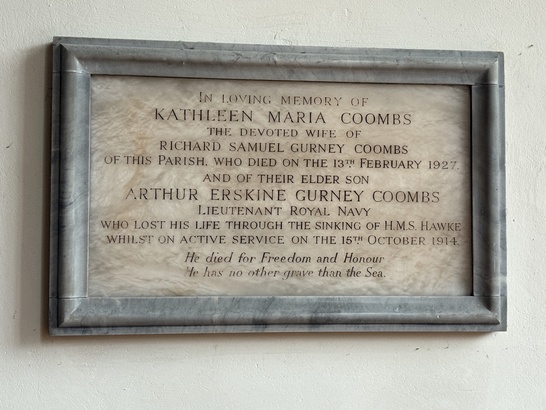 IN LOVING MEMORY OF
KATHLEEN MARIA COOMBS
THE DEVOTED WIFE OF
RICHARD SAMUEL GURNEY COOMBS
OF THIS PARISH, WHO DIED ON THE 13TH FEBRUARY 1927.
AND OF THEIR ELDER SON
ARTHUR ERSKINE GURNEY COOMBS
LIEUTENANT ROYAL NAVY
WHO LOST HIS LIFE THROUGH THE SINKING OF H.M.S. HAWKE
WHILST ON ACTIVE SERVICE ON THE 15TH OCTOBER 1914.
He died for Freedom and Honour
He has no other grave than the Sea.